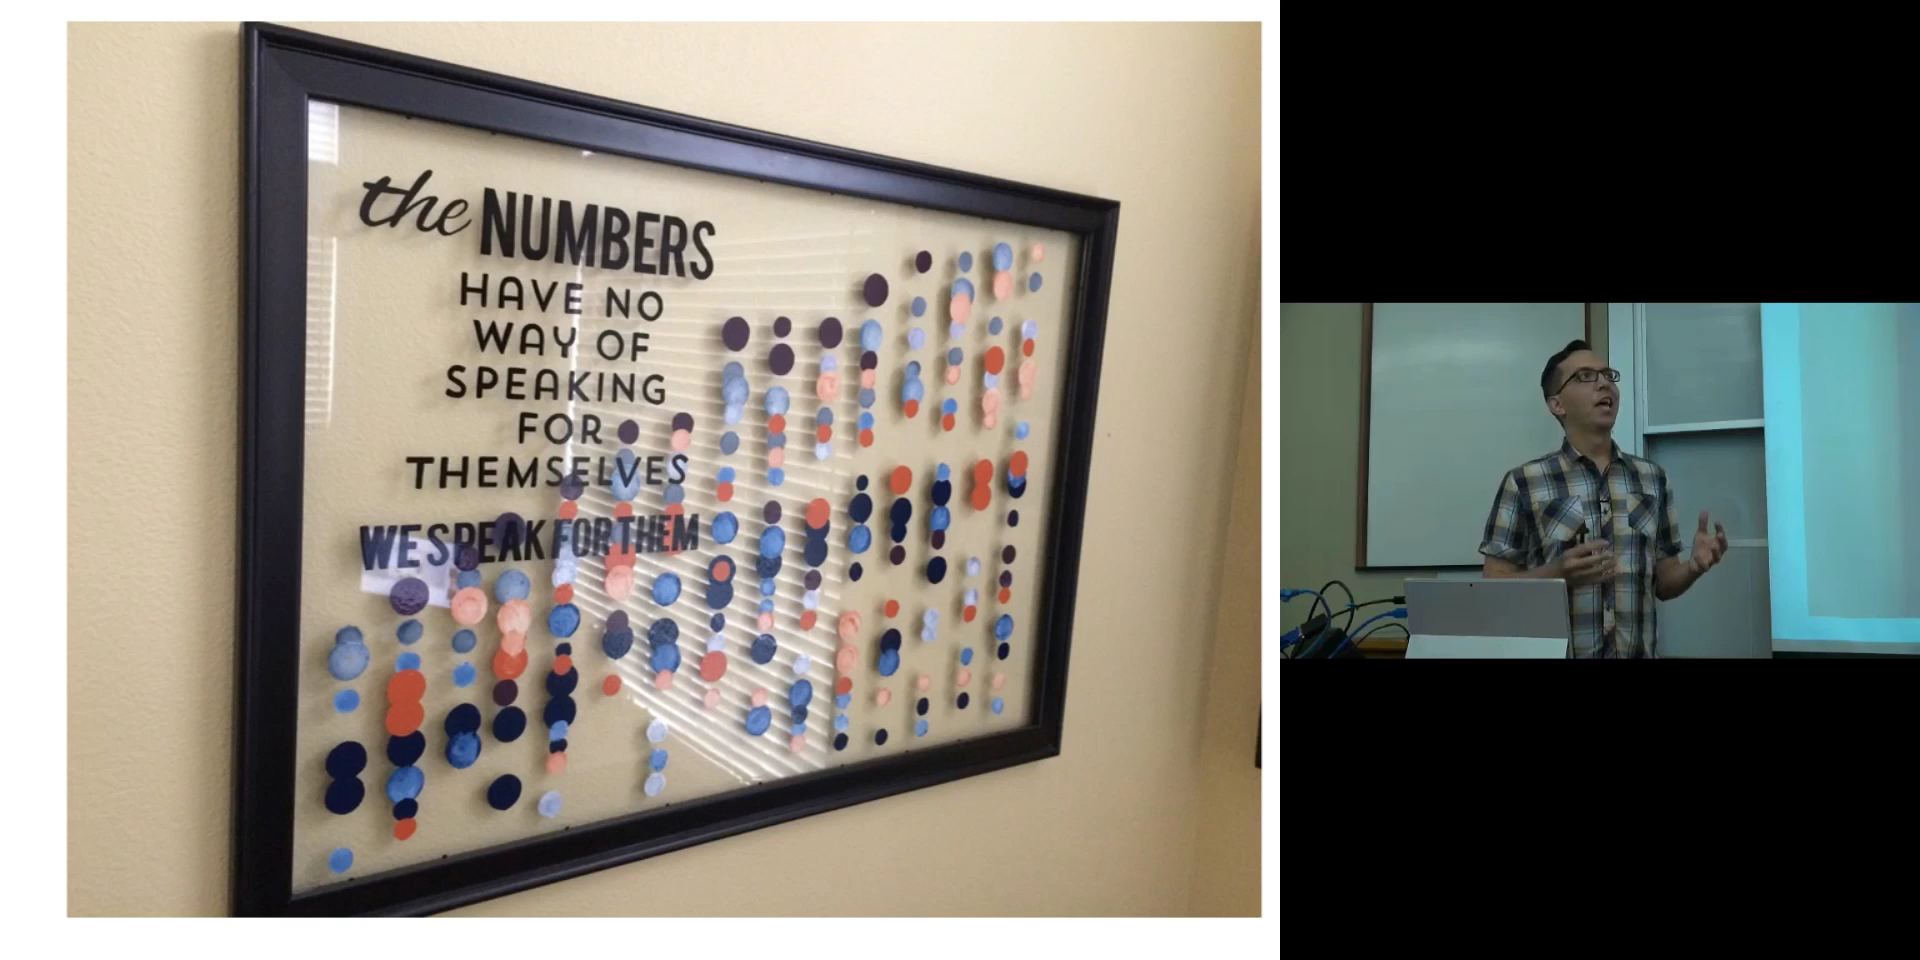 the NUMBERS
HAVE NO
WAY OF
SPEAKING
FOR
THEMSELVES
WE SPEAK FOR THEM